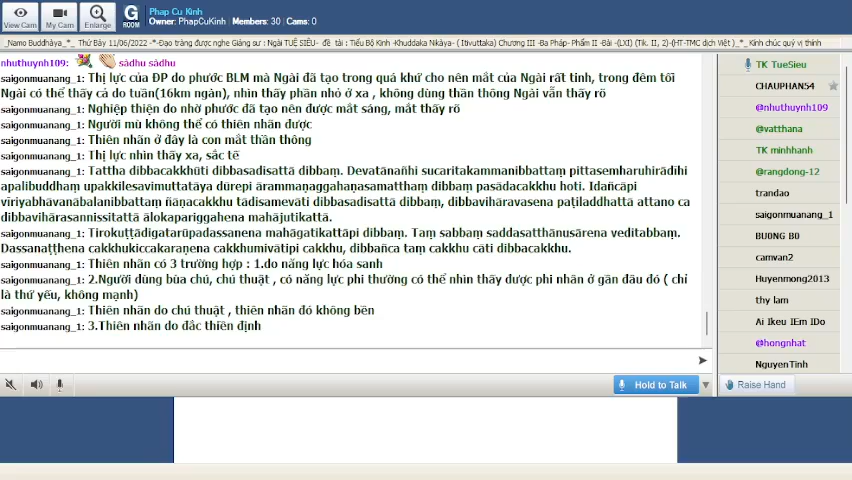 Phap Cu Kinh
Owner: PhapCuKinh Members: 30 | Cams: 0
View Cam
My Cam
Enlarge
G
ROOM
_Namo Buddhàya_*_ Thứ Bảy 11/06/2022 -*-Đạo tràng được nghe Giảng sư : Ngài TUỆ SIÊU- đề tài : Tiểu Bộ Kinh -Khuddaka Nikàya- ( Itivuttaka) Chương III -Ba Pháp- Phẩm II -Bài -(LXI) (Tik. II, 2)-(HT-TMC dịch Việt )_*_ Kính chúc quý vị thính
nhuthuynh109: sādhu sādhu
saigonmuanang_1: Thị lực của ĐP do phước BLM mà Ngài đã tạo trong quá khứ cho nên mắt của Ngài rất tinh, trong đêm tối
Ngài có thể thấy cả do tuần(16km ngàn), nhìn thấy phần nhỏ ở xa , không dùng thần thông Ngài vẫn thấy rõ
saigonmuanang_1: Nghiệp thiện do nhờ phước đã tạo nên được mắt sáng, mắt thấy rõ
saigonmuanang_1: Người mù không thể có thiên nhãn được
saigonmuanang_1: Thiên nhãn ở đây là con mắt thần thông
saigonmuanang_1: Thị lực nhìn thấy xa, sắc tế
saigonmuanang_1: Tattha dibbacakkhūti dibbasadisattā dibbaṃ. Devatānañhi sucaritakammanibbattaṃ pittasemharuhirādīhi
apalibuddhaṃ upakkilesavimuttatāya dūrepi ārammaṇaggahaṇasamatthaṃ dibbaṃ pasādacakkhu hoti. Idañcāpi
vīriyabhāvanābalanibbattaṃ ñāṇacakkhu tādisamevāti dibbasadisattā dibbaṃ, dibbavihāravasena paṭiladdhattā attano ca
dibbavihārasannissitattā ālokapariggahena mahājutikattā.
saigonmuanang_1: Tirokuṭṭādigatarūpadassanena mahāgatikattāpi dibbaṃ. Taṃ sabbaṃ saddasatthānusārena veditabbaṃ.
Dassanaṭṭhena cakkhukiccakaraṇena cakkhumivātipi cakkhu, dibbañca taṃ cakkhu cāti dibbacakkhu.
saigonmuanang_1: Thiên nhãn có 3 trường hợp : 1.do năng lực hóa sanh
saigonmuanang_1: 2.Người dùng bùa chú, chú thuật , có năng lực phi thường có thể nhìn thấy được phi nhân ở gần đâu đó ( chỉ
là thứ yếu, không mạnh)
saigonmuanang_1: Thiên nhãn do chú thuật , thiên nhãn đó không bền
saigonmuanang_1: 3.Thiên nhãn do đắc thiền định
Hold to Talk
TK TueSieu
CHAUPHAN54
@nhuthuynh109
@vatthana
TK minhhanh
@rangdong-12
trandao
saigonmuanang_1
BU0NG B0
camvan2
Huyenmong2013
thy lam
Ai Ikeu IEm IDo
@hongnhat
NguyenTinh
Raise Hand